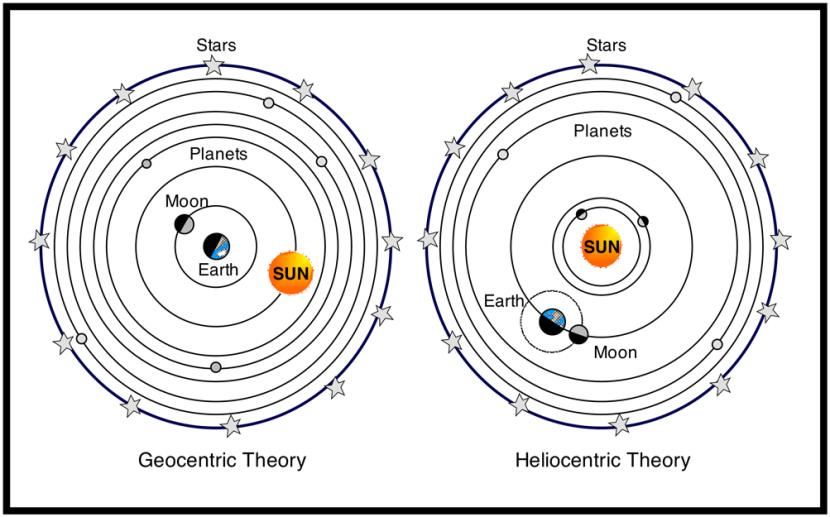 Stars
Planets
Moon
Earth
SUN
Geocentric Theory
Stars
Planets
SUN
Earth
Moon
Heliocentric Theory